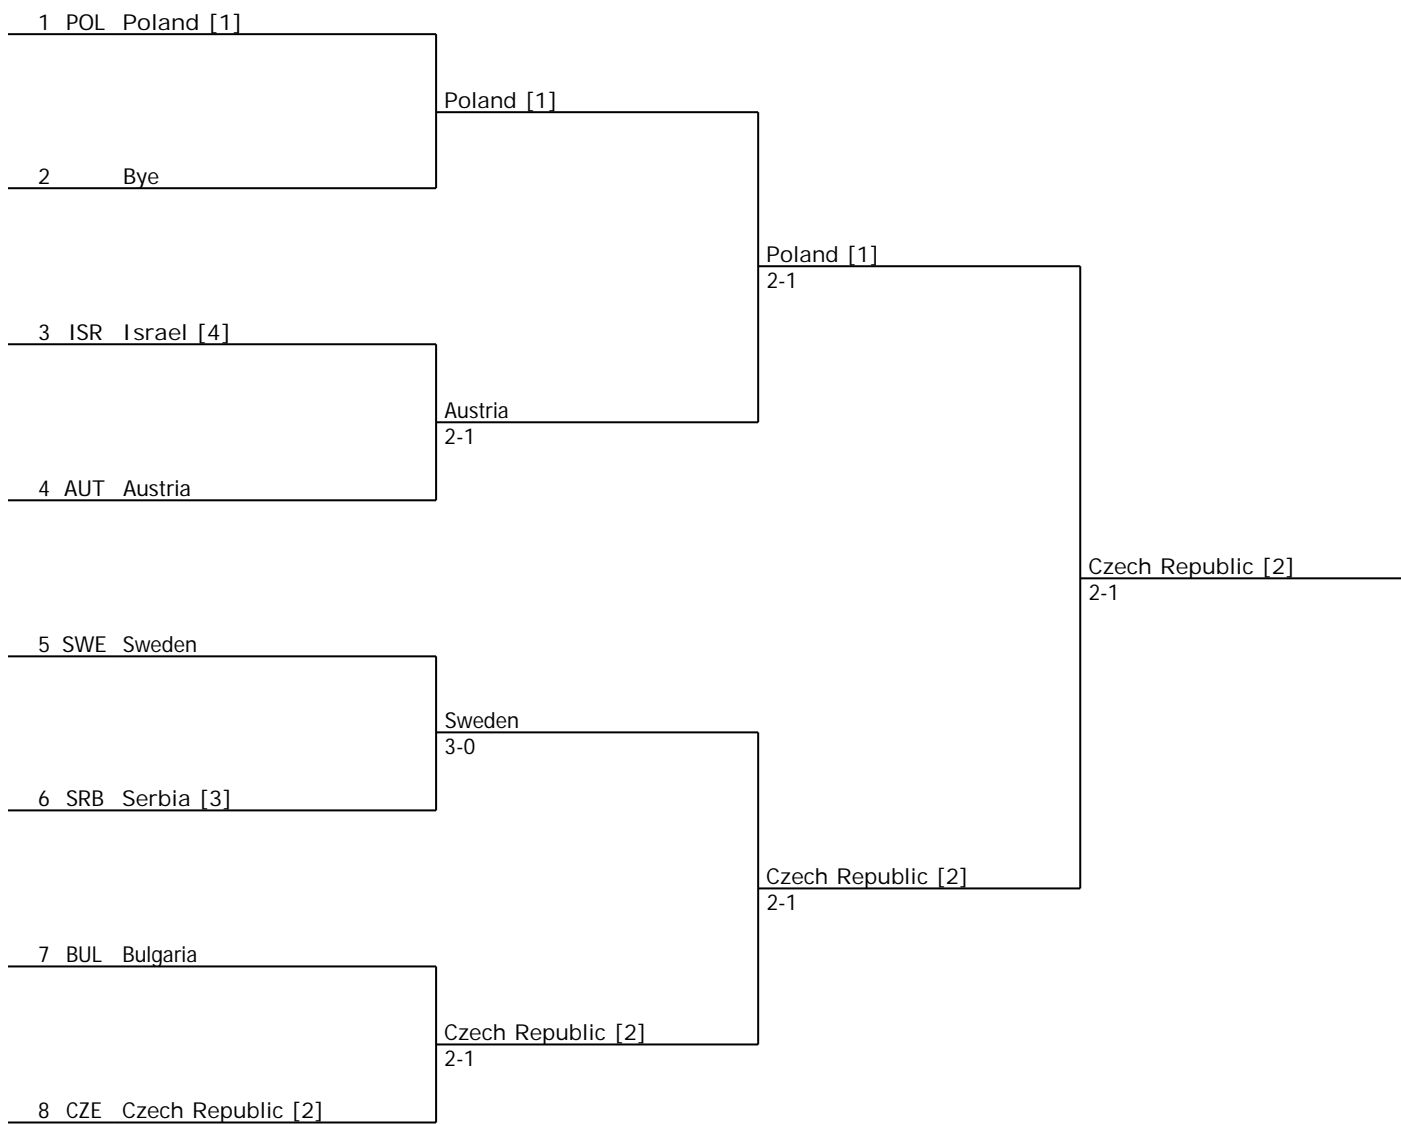 1 POL Poland [1]
Poland [1]
2 Bye
Poland [1]
2-1
3 ISR Israel [4]
Austria
2-1
4 AUT Austria
Czech Republic [2]
2-1
5 SWE Sweden
Sweden
3-0
6 SRB Serbia [3]
Czech Republic [2]
2-1
7 BUL Bulgaria
Czech Republic [2]
2-1
8 CZE Czech Republic [2]